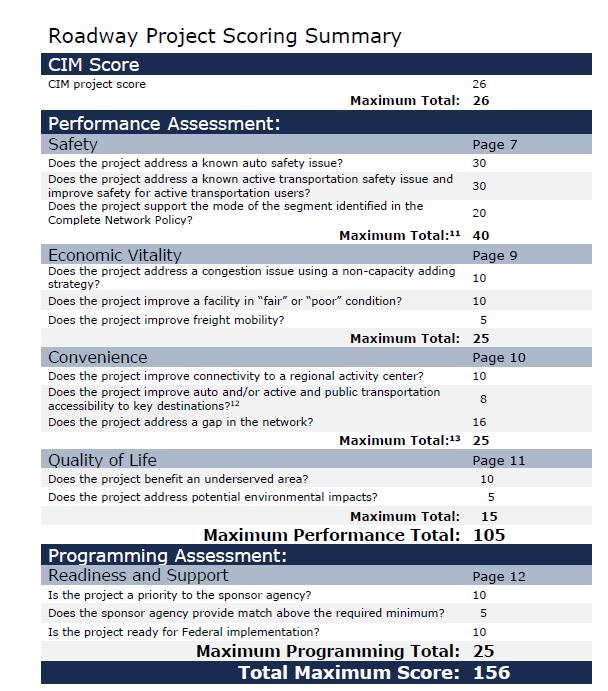 Roadway Project Scoring Summary
CIM Score
CIM project score 26
Maximum Total: 26
Performance Assessment:
Safety Page 7
Does the project address a known auto safety issue? 30
Does the project address a known active transportation safety issue and
improve safety for active transportation users? 30
Does the project support the mode of the segment identified in the
Complete Network Policy? 20
Maximum Total:¹¹ 40
Economic Vitality Page 9
Does the project address a congestion issue using a non-capacity adding
strategy? 10
Does the project improve a facility in “fair” or “poor” condition? 10
Does the project improve freight mobility? 5
Maximum Total: 25
Convenience Page 10
Does the project improve connectivity to a regional activity center? 10
Does the project improve auto and/or active and public transportation
accessibility to key destinations?¹² 8
Does the project address a gap in the network? 16
Maximum Total:¹³ 25
Quality of Life Page 11
Does the project benefit an underserved area? 10
Does the project address potential environmental impacts? 5
Maximum Total: 15
Maximum Performance Total: 105
Programming Assessment:
Readiness and Support Page 12
Is the project a priority to the sponsor agency? 10
Does the sponsor agency provide match above the required minimum? 5
Is the project ready for Federal implementation? 10
Maximum Programming Total: 25
Total Maximum Score: 156